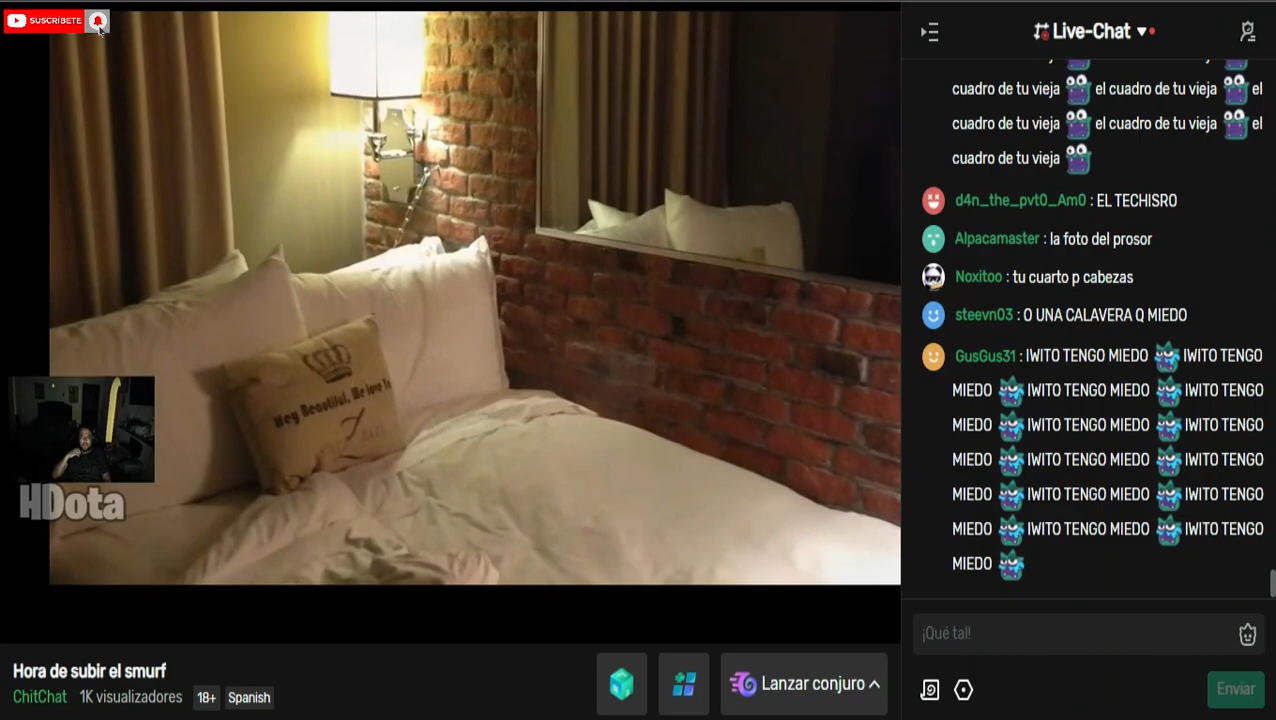 SUSCRÍBETE
Hey Beautiful, We love
HDota
Hora de subir el smurf
ChitChat 1K visualizadores 18+ Spanish
Lanzar conjuro
Live-Chat
cuadro de tu vieja el cuadro de tu vieja el
cuadro de tu vieja el cuadro de tu vieja el
cuadro de tu vieja
d4n_the_pvt0_Am0 : EL TECHISRO
Alpacamaster : la foto del prosor
Noxitoo : tu cuarto p cabezas
steevn03 : O UNA CALAVERA Q MIEDO
GusGus31 : IWITO TENGO MIEDO IWITO TENGO
MIEDO IWITO TENGO MIEDO IWITO TENGO
MIEDO IWITO TENGO MIEDO IWITO TENGO
MIEDO IWITO TENGO MIEDO IWITO TENGO
MIEDO IWITO TENGO MIEDO IWITO TENGO
MIEDO IWITO TENGO MIEDO IWITO TENGO
MIEDO
¡Qué tal!
Enviar